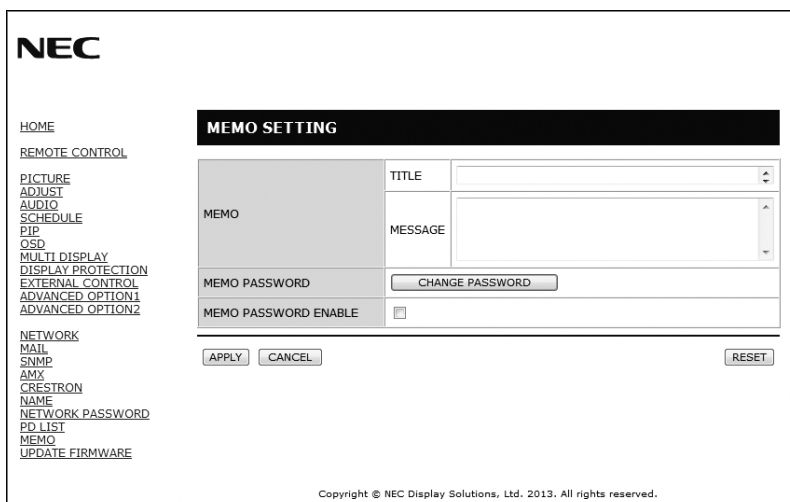 NEC
HOME
REMOTE CONTROL
PICTURE
ADJUST
AUDIO
SCHEDULE
PIP
OSD
MULTI DISPLAY
DISPLAY PROTECTION
EXTERNAL CONTROL
ADVANCED OPTION1
ADVANCED OPTION2
NETWORK
MAIL
SNMP
AMX
CRESTRON
NAME
NETWORK PASSWORD
PD LIST
MEMO
UPDATE FIRMWARE
MEMO SETTING
MEMO
TITLE
MESSAGE
MEMO PASSWORD
CHANGE PASSWORD
MEMO PASSWORD ENABLE
APPLY CANCEL RESET
Copyright © NEC Display Solutions, Ltd. 2013. All rights reserved.